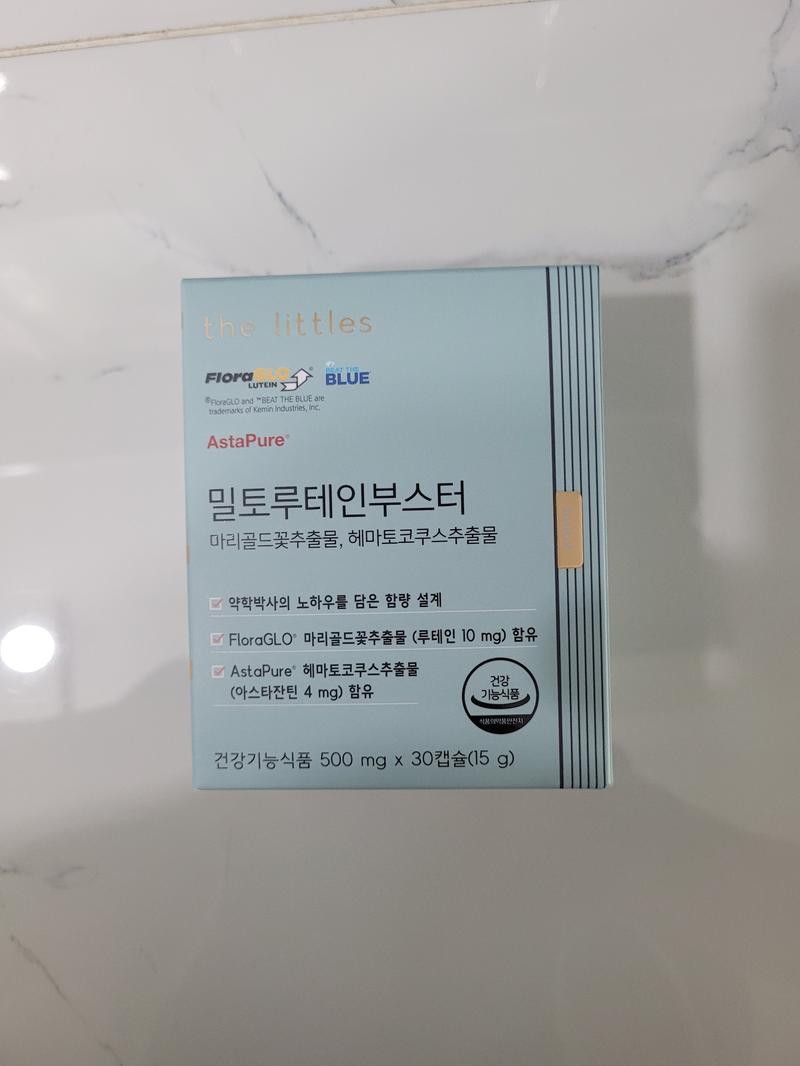 the littles
FloraGLO®
LUTEIN
BEAT THE
BLUE™
®FloraGLO and ™BEAT THE BLUE are
trademarks of Kemin Industries, Inc.
AstaPure®
밀토루테인부스터
마리골드꽃추출물, 헤마토코쿠스추출물
약학박사의 노하우를 담은 함량 설계
FloraGLO® 마리골드꽃추출물 (루테인 10 mg) 함유
AstaPure® 헤마토코쿠스추출물
(아스타잔틴 4 mg) 함유
건강
기능식품
식품의약품안전처
건강기능식품 500 mg x 30캡슐(15 g)